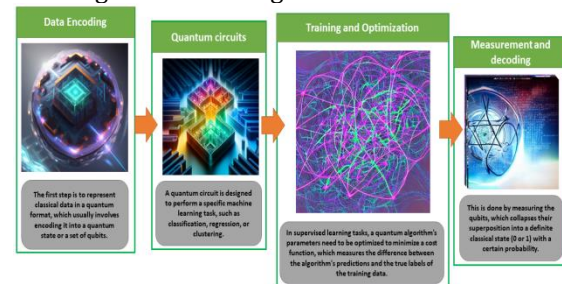 Data Encoding
The first step is to represent
classical data in a quantum
format, which usually involves
encoding it into a quantum
state or a set of qubits.
Quantum circuits
A quantum circuit is designed
to perform a specific machine
learning task, such as
classification, regression, or
clustering.
Training and Optimization
In supervised learning tasks, a quantum algorithm's
parameters need to be optimized to minimize a cost
function, which measures the difference between
the algorithm's predictions and the true labels of
the training data.
Measurement and
decoding
This is done by measuring the
qubits, which collapses their
superposition into a definite
classical state (0 or 1) with a
certain probability.